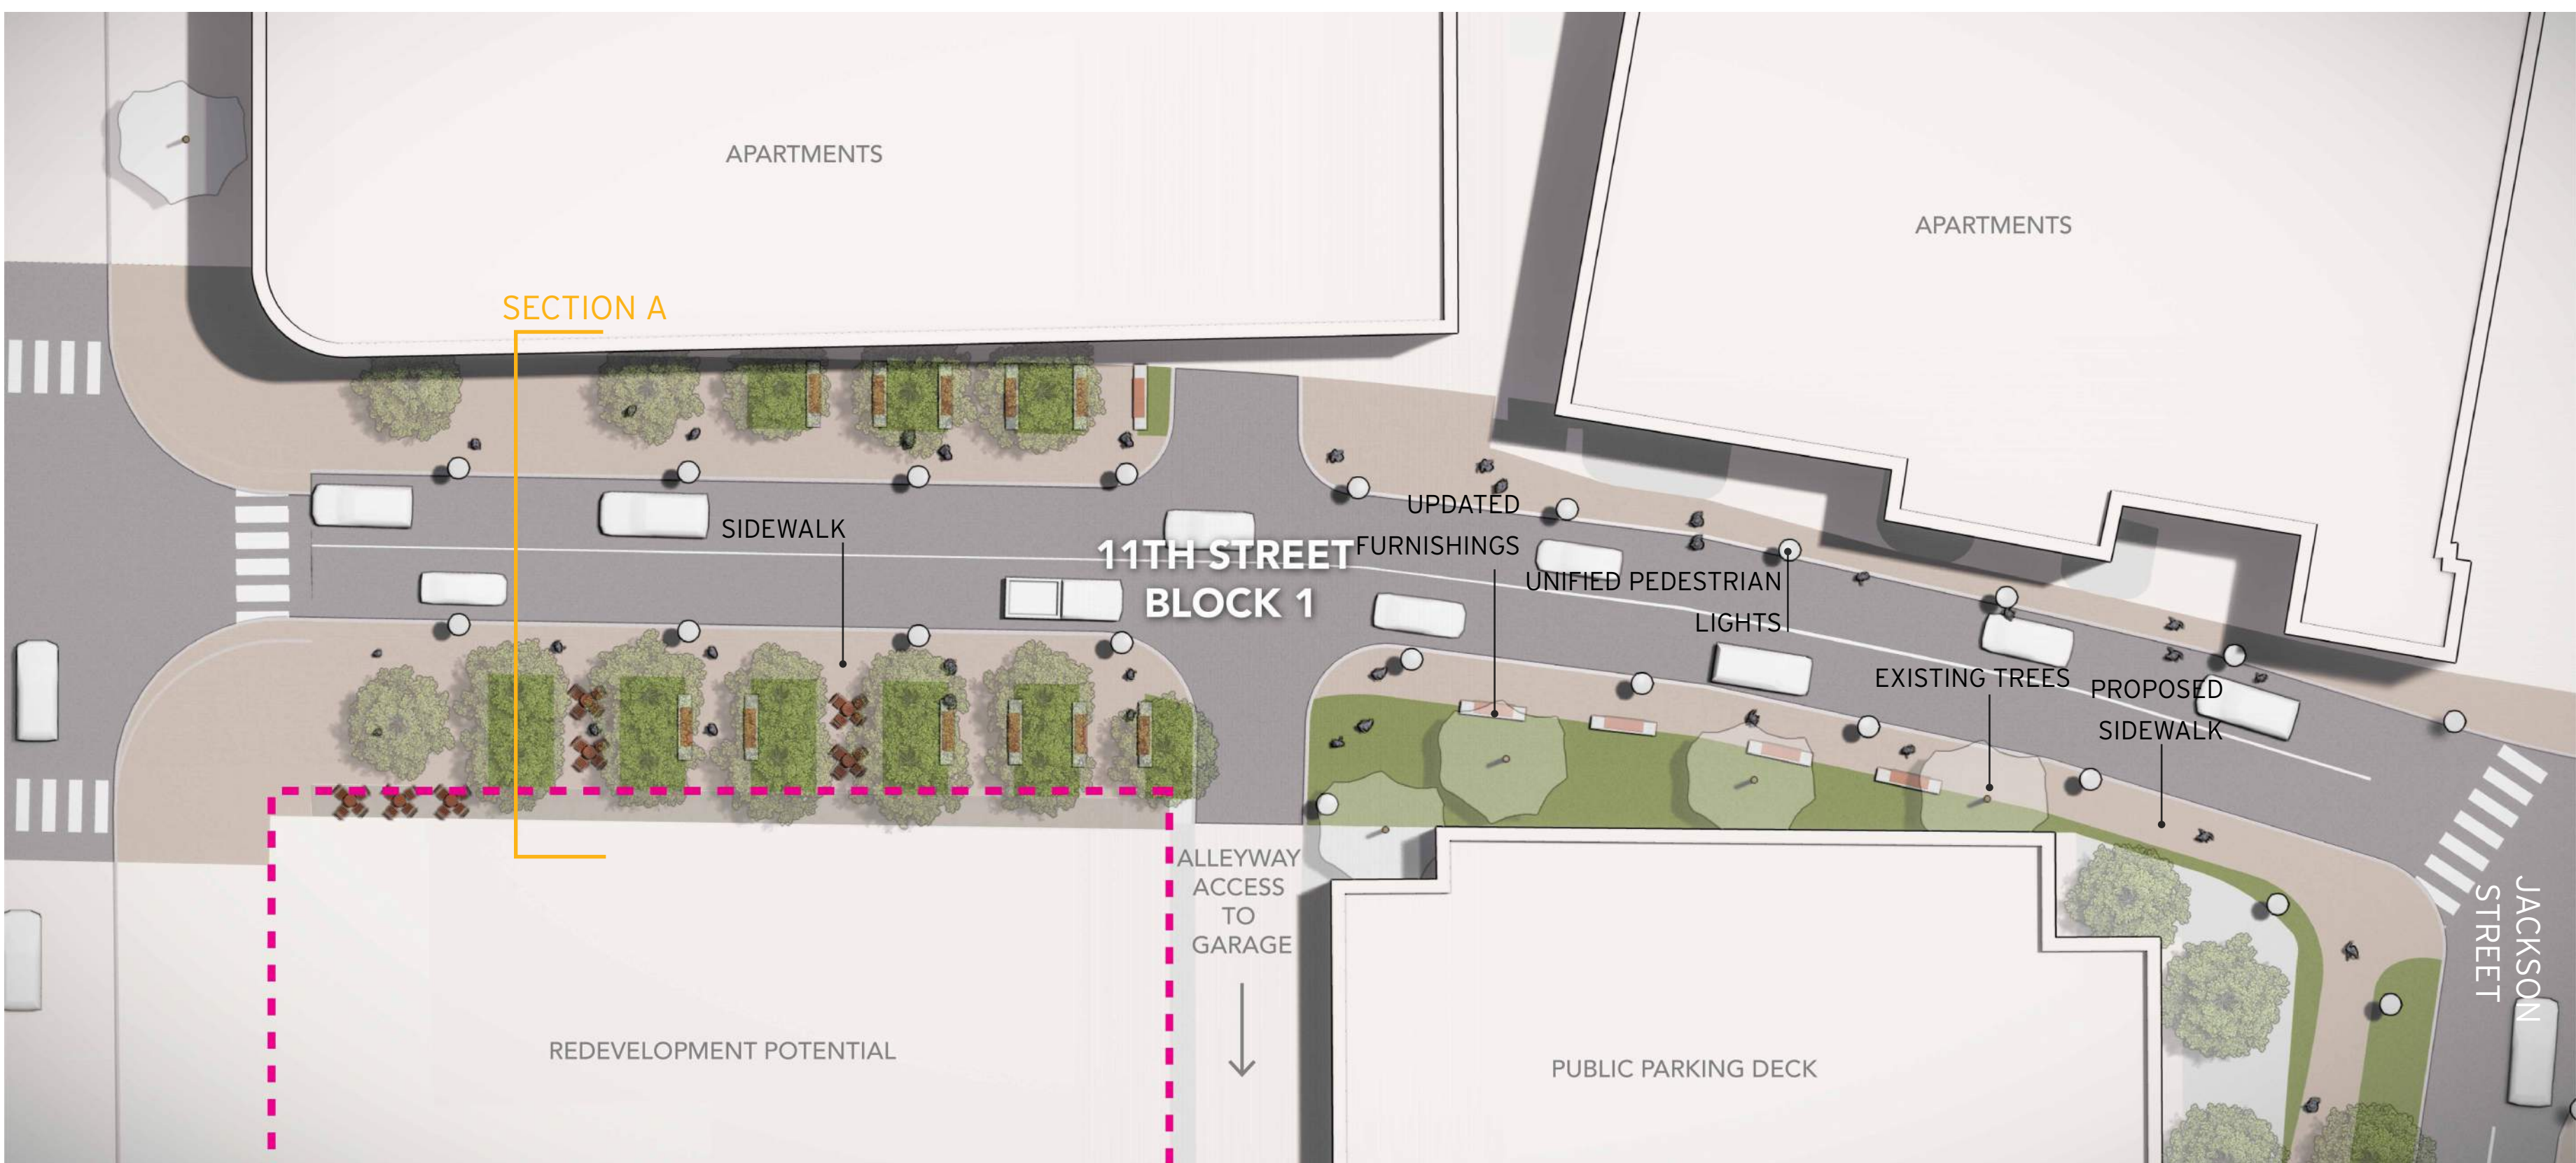 APARTMENTS
APARTMENTS
SECTION A
SIDEWALK
11TH STREET
BLOCK 1
UPDATED
FURNISHINGS
UNIFIED PEDESTRIAN
LIGHTS
EXISTING TREES
PROPOSED
SIDEWALK
ALLEYWAY
ACCESS
TO
GARAGE
JACKSON
STREET
REDEVELOPMENT POTENTIAL
PUBLIC PARKING DECK